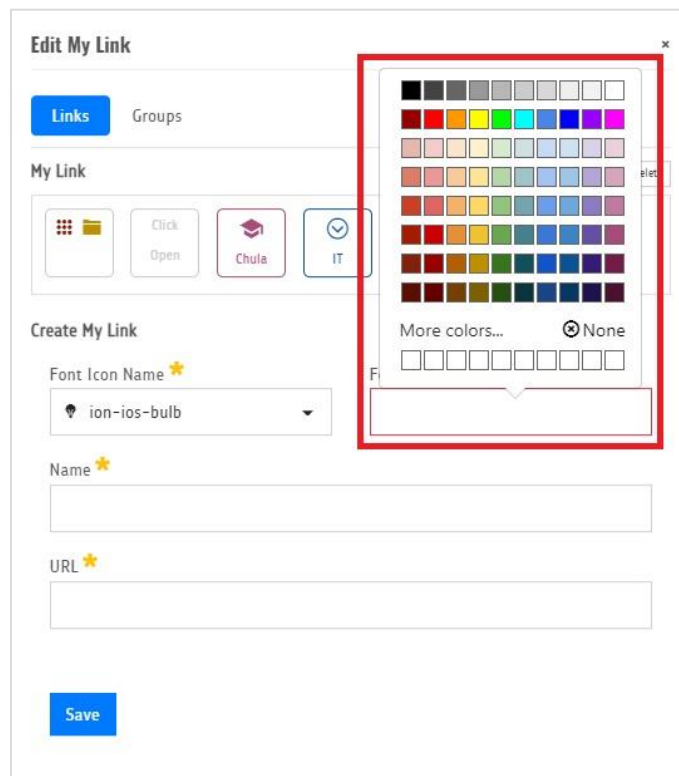 Edit My Link
×
Links
Groups
My Link
Click
Open
Chula
IT
More colors...
None
Create My Link
Font Icon Name *
ion-ios-bulb
Name *
URL *
Save